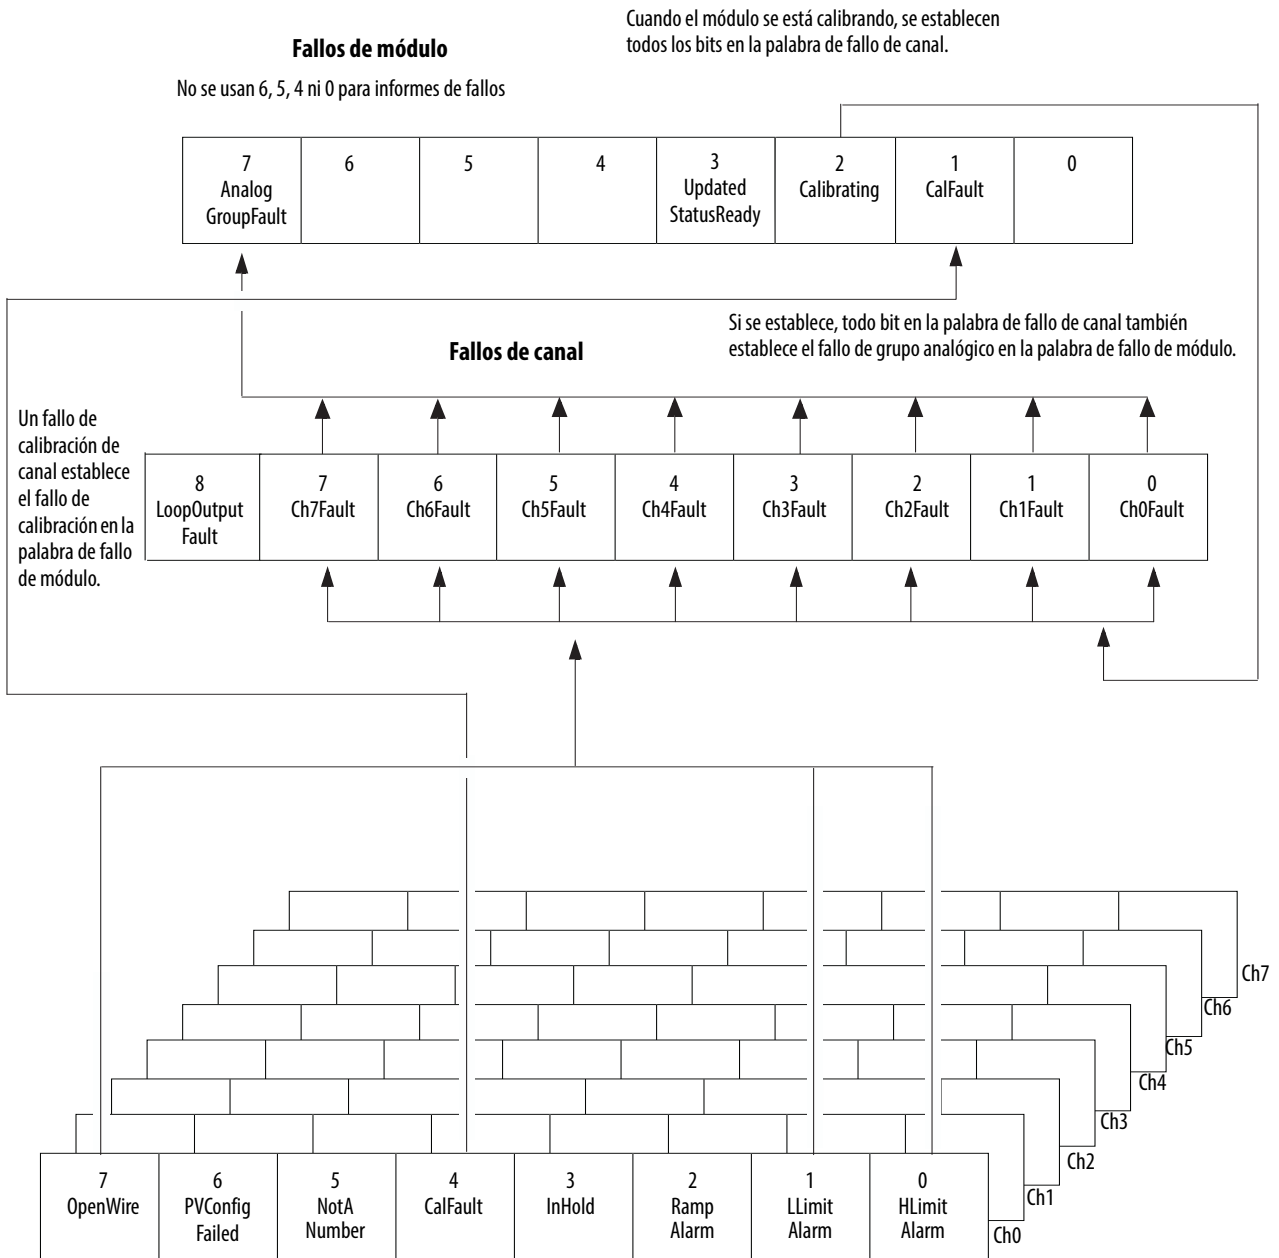 Cuando el módulo se está calibrando, se establecen
todos los bits en la palabra de fallo de canal.
Fallos de módulo
No se usan 6, 5, 4 ni 0 para informes de fallos
7
Analog
GroupFault
6
5
4
3
Updated
StatusReady
2
Calibrating
1
CalFault
0
Si se establece, todo bit en la palabra de fallo de canal también
establece el fallo de grupo analógico en la palabra de fallo de módulo.
Fallos de canal
Un fallo de
calibración de
canal establece
el fallo de
calibración en la
palabra de fallo
de módulo.
8
LoopOutput
Fault
7
Ch7Fault
6
Ch6Fault
5
Ch5Fault
4
Ch4Fault
3
Ch3Fault
2
Ch2Fault
1
Ch1Fault
0
Ch0Fault
Ch7
Ch6
Ch5
Ch4
Ch3
Ch2
Ch1
Ch0
7
OpenWire
6
PVConfig
Failed
5
NotA
Number
4
CalFault
3
InHold
2
Ramp
Alarm
1
LLimit
Alarm
0
HLimit
Alarm